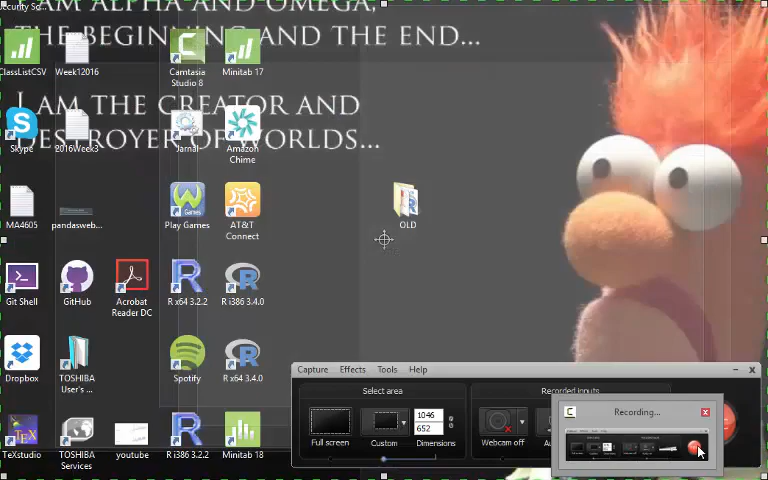 I AM ALPHA AND OMEGA,
THE BEGINNING AND THE END...
I AM THE CREATOR AND
DESTROYER OF WORLDS...
Security Sc...
ClassListCSV
Week12016
Camtasia
Studio 8
Minitab 17
Skype
2016Week3
Jarnal
Amazon
Chime
MA4605
pandasweb...
Play Games
AT&T
Connect
OLD
Git Shell
GitHub
Acrobat
Reader DC
R x64 3.2.2
R i386 3.4.0
Dropbox
TOSHIBA
User's ...
Spotify
R x64 3.4.0
TeXstudio
TOSHIBA
Services
youtube
R i386 3.2.2
Minitab 18
Capture Effects Tools Help
Select area
Recorded inputs
Full screen
Custom
1046
652
Dimensions
Webcam off
Recording...